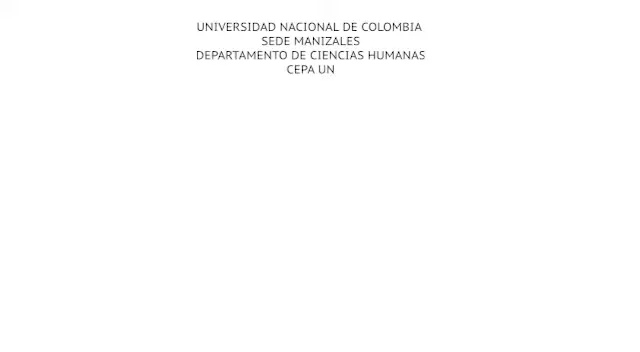 UNIVERSIDAD NACIONAL DE COLOMBIA
SEDE MANIZALES
DEPARTAMENTO DE CIENCIAS HUMANAS
CEPA UN